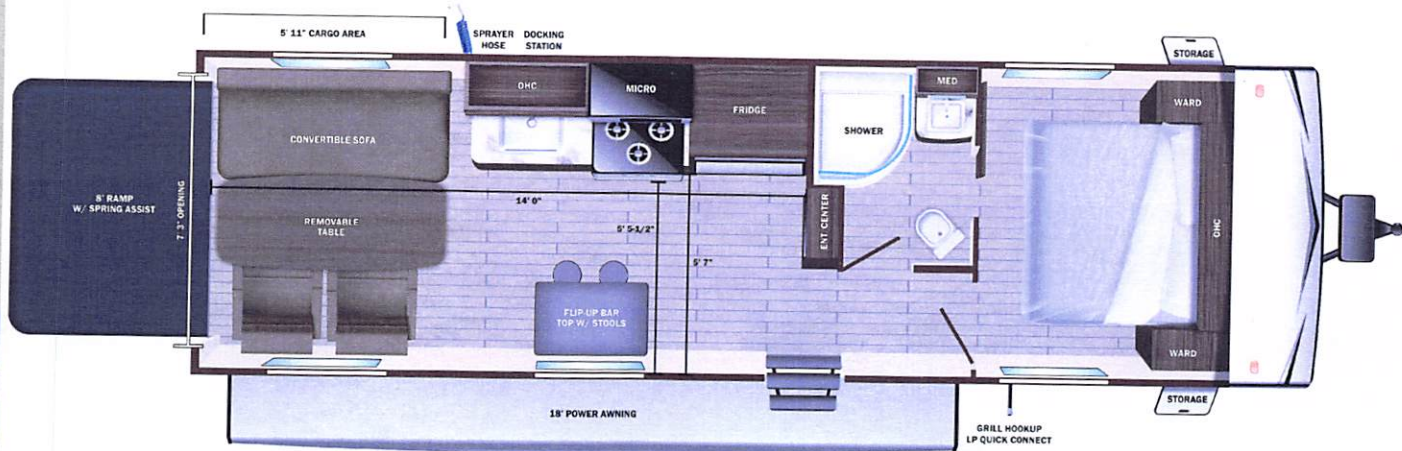 5' 11" CARGO AREA
SPRAYER
HOSE
DOCKING
STATION
STORAGE
OHC
MICRO
FRIDGE
SHOWER
MED
WARD
CONVERTIBLE SOFA
8' RAMP
W/ SPRING ASSIST
7' 3" OPENING
REMOVABLE
TABLE
14' 0"
5' 5-1/2"
5' 7"
ENT CENTER
OHC
FLIP-UP BAR
TOP W/ STOOLS
WARD
18' POWER AWNING
STORAGE
GRILL HOOKUP
LP QUICK CONNECT